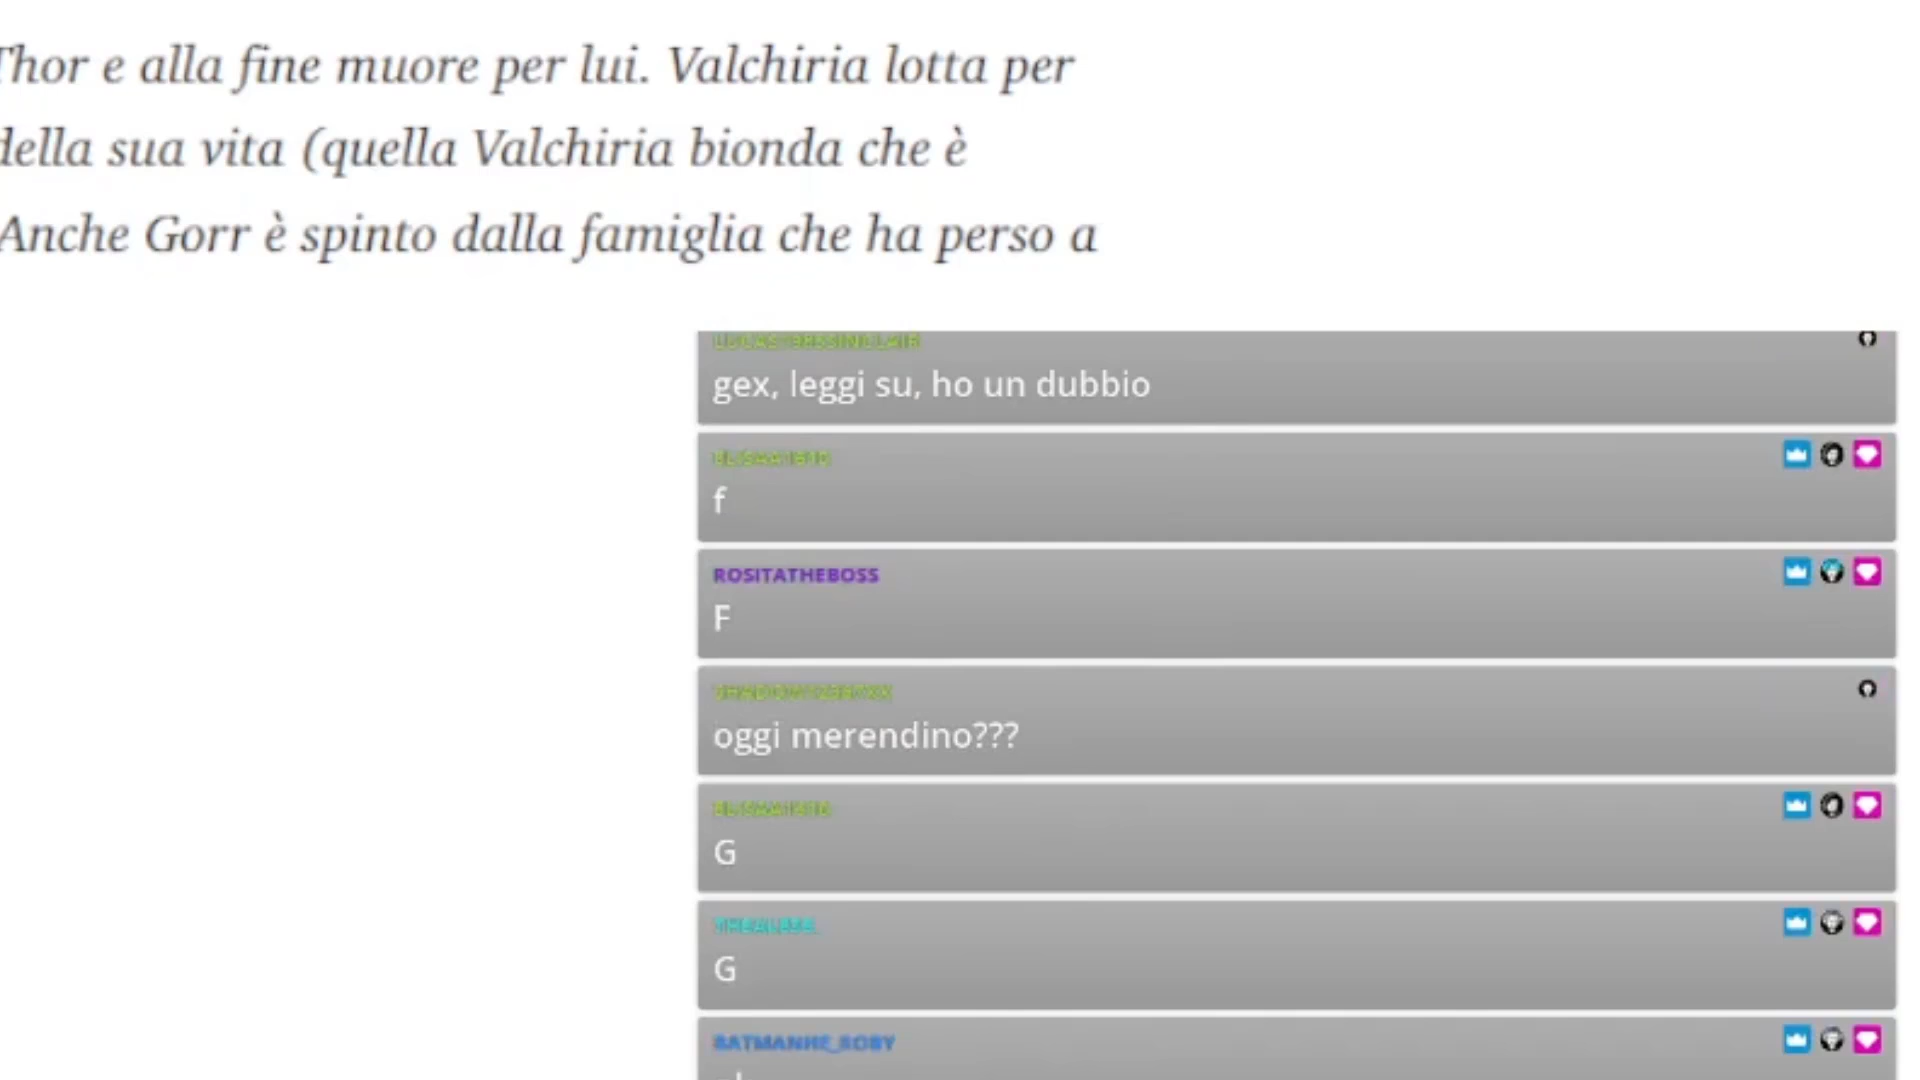 Thor e alla fine muore per lui. Valchiria lotta per
della sua vita (quella Valchiria bionda che è
Anche Gorr è spinto dalla famiglia che ha perso a
gex, leggi su, ho un dubbio
f
ROSITATHEBOSS
F
oggi merendino???
G
G
BATMANHE_ROBY